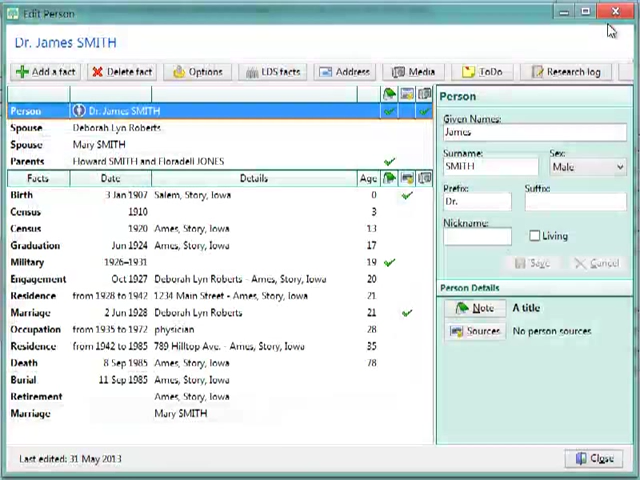 Edit Person
Dr. James SMITH
Add a fact Delete fact Options LDS facts Address Media ToDo Research log
Person Dr. James SMITH
Spouse Deborah Lyn Roberts
Spouse Mary SMITH
Parents Howard SMITH and Floradell JONES
Facts Date Details Age
Birth 3 Jan 1907 Salem, Story, Iowa 0
Census 1910 3
Census 1920 Ames, Story, Iowa 13
Graduation Jun 1924 Ames, Story, Iowa 17
Military 1926–1931 19
Engagement Oct 1927 Deborah Lyn Roberts - Ames, Story, Iowa 20
Residence from 1928 to 1942 1234 Main Street - Ames, Story, Iowa 21
Marriage 2 Jun 1928 Deborah Lyn Roberts 21
Occupation from 1935 to 1972 physician 28
Residence from 1942 to 1985 789 Hilltop Ave. - Ames, Story, Iowa 35
Death 8 Sep 1985 Ames, Story, Iowa 78
Burial 11 Sep 1985 Ames, Story, Iowa
Retirement Ames, Story, Iowa
Marriage Mary SMITH
Person
Given Names:
James
Surname: Sex:
SMITH Male
Prefix: Suffix:
Dr.
Nickname:
Living
Save Cancel
Person Details
Note A title
Sources No person sources
Last edited: 31 May 2013
Close